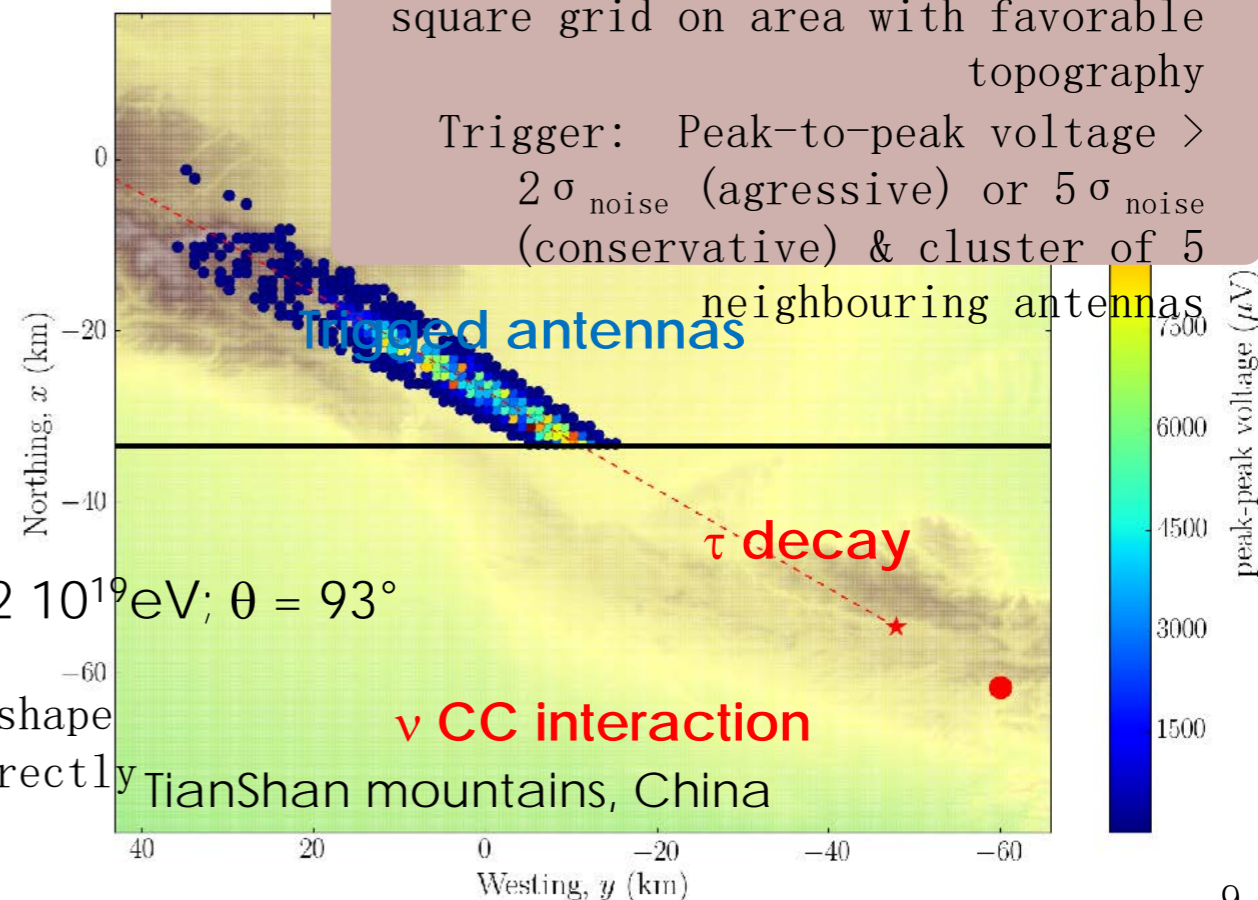 square grid on area with favorable
topography
Trigger: Peak-to-peak voltage >
2σnoise (agressive) or 5σnoise
(conservative) & cluster of 5
neighbouring antennas
Trigged antennas
0
−20
−40
−60
Northing, x (km)
7500
6000
4500
3000
1500
peak-peak voltage (μV)
τ decay
2 10¹⁹eV; θ = 93°
shape
rectly
ν CC interaction
TianShan mountains, China
40
20
0
−20
−40
−60
Westing, y (km)
9